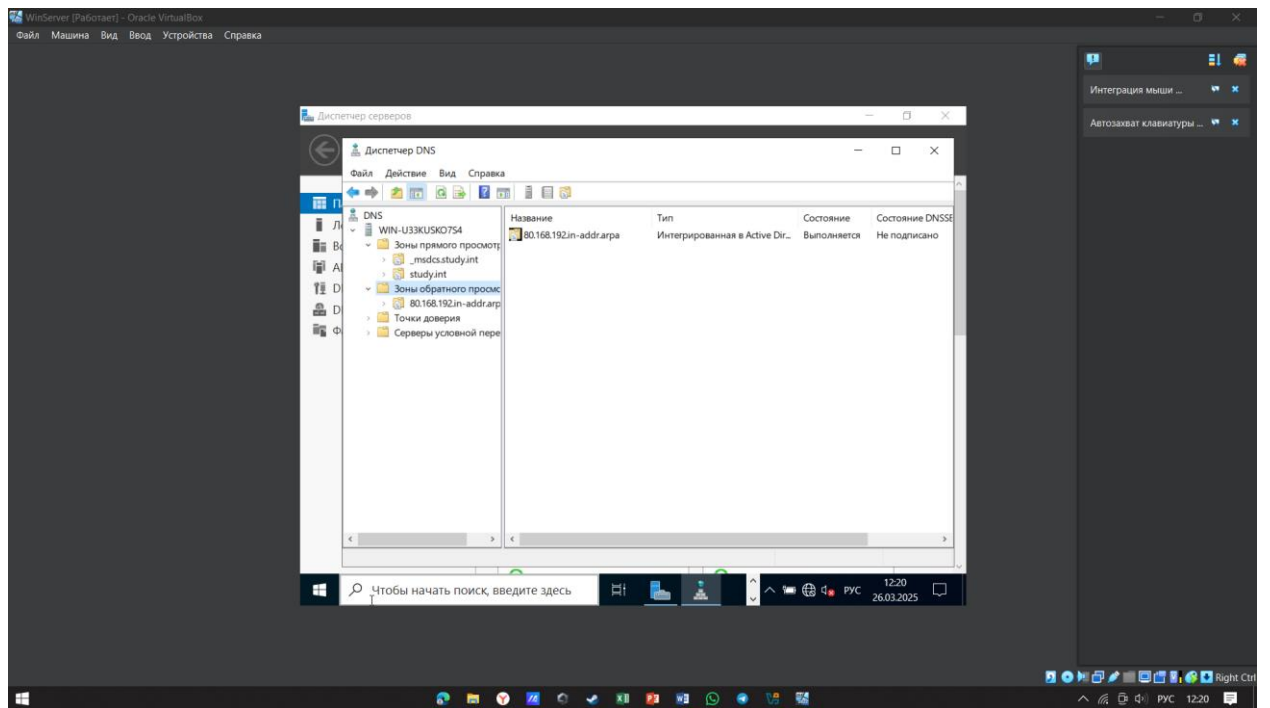 WinServer [Работает] - Oracle VirtualBox
Файл Машина Вид Ввод Устройства Справка
Интеграция мыши ...
Автозахват клавиатуры ...
Диспетчер серверов
Диспетчер DNS
Файл Действие Вид Справка
DNS
WIN-U33KUSKO7S4
Зоны прямого просмотр
_msdcs.study.int
study.int
Зоны обратного просмс
80.168.192.in-addr.arp
Точки доверия
Серверы условной пере
Название Тип Состояние Состояние DNSSE
80.168.192.in-addr.arpa Интегрированная в Active Dir... Выполняется Не подписано
Чтобы начать поиск, введите здесь
РУС
12:20
26.03.2025
Right Ctrl
РУС 12:20